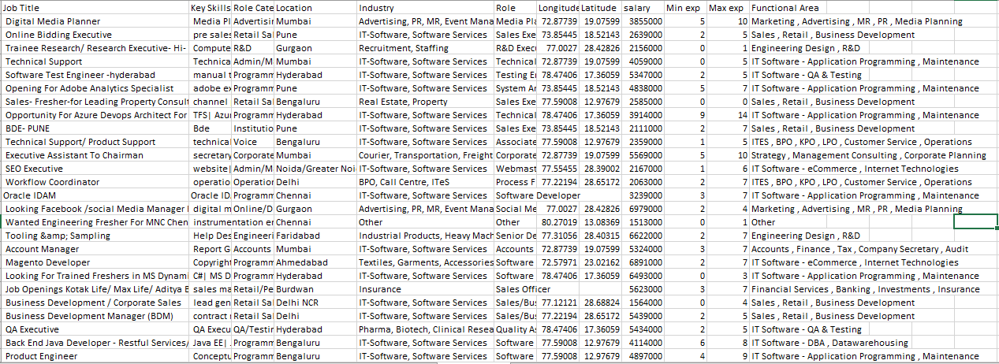 Job Title Key Skills Role Cate Location Industry Role Longitude Latitude salary Min exp Max exp Functional Area
Digital Media Planner Media Pl Advertisin Mumbai Advertising, PR, MR, Event Mana Media Pl 72.87739 19.07599 3855000 5 10 Marketing , Advertising , MR , PR , Media Planning
Online Bidding Executive pre sales Retail Sal Pune IT-Software, Software Services Sales Exe 73.85445 18.52143 2639000 2 5 Sales , Retail , Business Development
Trainee Research/ Research Executive- Hi- Compute R&D Gurgaon Recruitment, Staffing R&D Exec 77.0027 28.42826 2156000 0 1 Engineering Design , R&D
Technical Support Technica Admin/M Mumbai IT-Software, Software Services Technical 72.87739 19.07599 4059000 0 5 IT Software - Application Programming , Maintenance
Software Test Engineer -hyderabad manual t Programm Hyderabad IT-Software, Software Services Testing E 78.47406 17.36059 5347000 2 5 IT Software - QA & Testing
Opening For Adobe Analytics Specialist adobe ex Programm Pune IT-Software, Software Services System Ar 73.85445 18.52143 4838000 5 7 IT Software - Application Programming , Maintenance
Sales- Fresher-for Leading Property Consult channel Retail Sal Bengaluru Real Estate, Property Sales Exe 77.59008 12.97679 2585000 0 0 Sales , Retail , Business Development
Opportunity For Azure Devops Architect For TFS| Azu Programm Hyderabad IT-Software, Software Services Technical 78.47406 17.36059 3914000 9 14 IT Software - Application Programming , Maintenance
BDE- PUNE Bde Institutio Pune IT-Software, Software Services Sales Exe 73.85445 18.52143 2111000 2 7 Sales , Retail , Business Development
Technical Support/ Product Support technical Voice Bengaluru IT-Software, Software Services Associate 77.59008 12.97679 2359000 1 5 ITES , BPO , KPO , LPO , Customer Service , Operations
Executive Assistant To Chairman secretary Corporate Mumbai Courier, Transportation, Freight Corporate 72.87739 19.07599 5569000 5 10 Strategy , Management Consulting , Corporate Planning
SEO Executive website| Admin/M Noida/Greater Noi IT-Software, Software Services Webmast 77.55455 28.39002 2167000 1 6 IT Software - eCommerce , Internet Technologies
Workflow Coordinator operatio Operation Delhi BPO, Call Centre, ITeS Process F 77.22194 28.65172 2063000 2 7 ITES , BPO , KPO , LPO , Customer Service , Operations
Oracle IDAM Oracle ID Programm Chennai IT-Software, Software Services Software Developer 3239000 3 7 IT Software - Application Programming , Maintenance
Looking Facebook /social Media Manager digital m Online/D Gurgaon Advertising, PR, MR, Event Mana Social Me 77.0027 28.42826 6979000 2 4 Marketing , Advertising , MR , PR , Media Planning
Wanted Engineering Fresher For MNC Chen instrumentation er Chennai Other Other 80.27019 13.08369 1513000 0 1 Other
Tooling &amp; Sampling Help Des Engineeri Faridabad Industrial Products, Heavy Mach Senior De 77.31056 28.40315 6622000 2 7 Engineering Design , R&D
Account Manager Report G Accounts Mumbai IT-Software, Software Services Accounts 72.87739 19.07599 5324000 3 7 Accounts , Finance , Tax , Company Secretary , Audit
Magento Developer Copyright Programm Ahmedabad Textiles, Garments, Accessories Software 72.57971 23.02162 6891000 2 7 IT Software - eCommerce , Internet Technologies
Looking For Trained Freshers in MS Dynami C#| MS D Programm Hyderabad IT-Software, Software Services Software 78.47406 17.36059 6493000 0 3 IT Software - Application Programming , Maintenance
Job Openings Kotak Life/ Max Life/ Aditya B sales ma Retail/Pe Burdwan Insurance Sales Officer 5623000 3 7 Financial Services , Banking , Investments , Insurance
Business Development / Corporate Sales lead gen Retail Sal Delhi NCR IT-Software, Software Services Sales/Bus 77.12121 28.68824 1564000 0 4 Sales , Retail , Business Development
Business Development Manager (BDM) contract Retail Sal Delhi IT-Software, Software Services Sales/Bus 77.22194 28.65172 5439000 2 5 Sales , Retail , Business Development
QA Executive QA Execu QA/Testin Hyderabad Pharma, Biotech, Clinical Resea Quality As 78.47406 17.36059 5434000 2 5 IT Software - QA & Testing
Back End Java Developer - Restful Services/ Java EE| Programm Bengaluru IT-Software, Software Services Software 77.59008 12.97679 4114000 6 8 IT Software - DBA , Datawarehousing
Product Engineer Conceptu Programm Bengaluru IT-Software, Software Services Software 77.59008 12.97679 4897000 4 9 IT Software - Application Programming , Maintenance